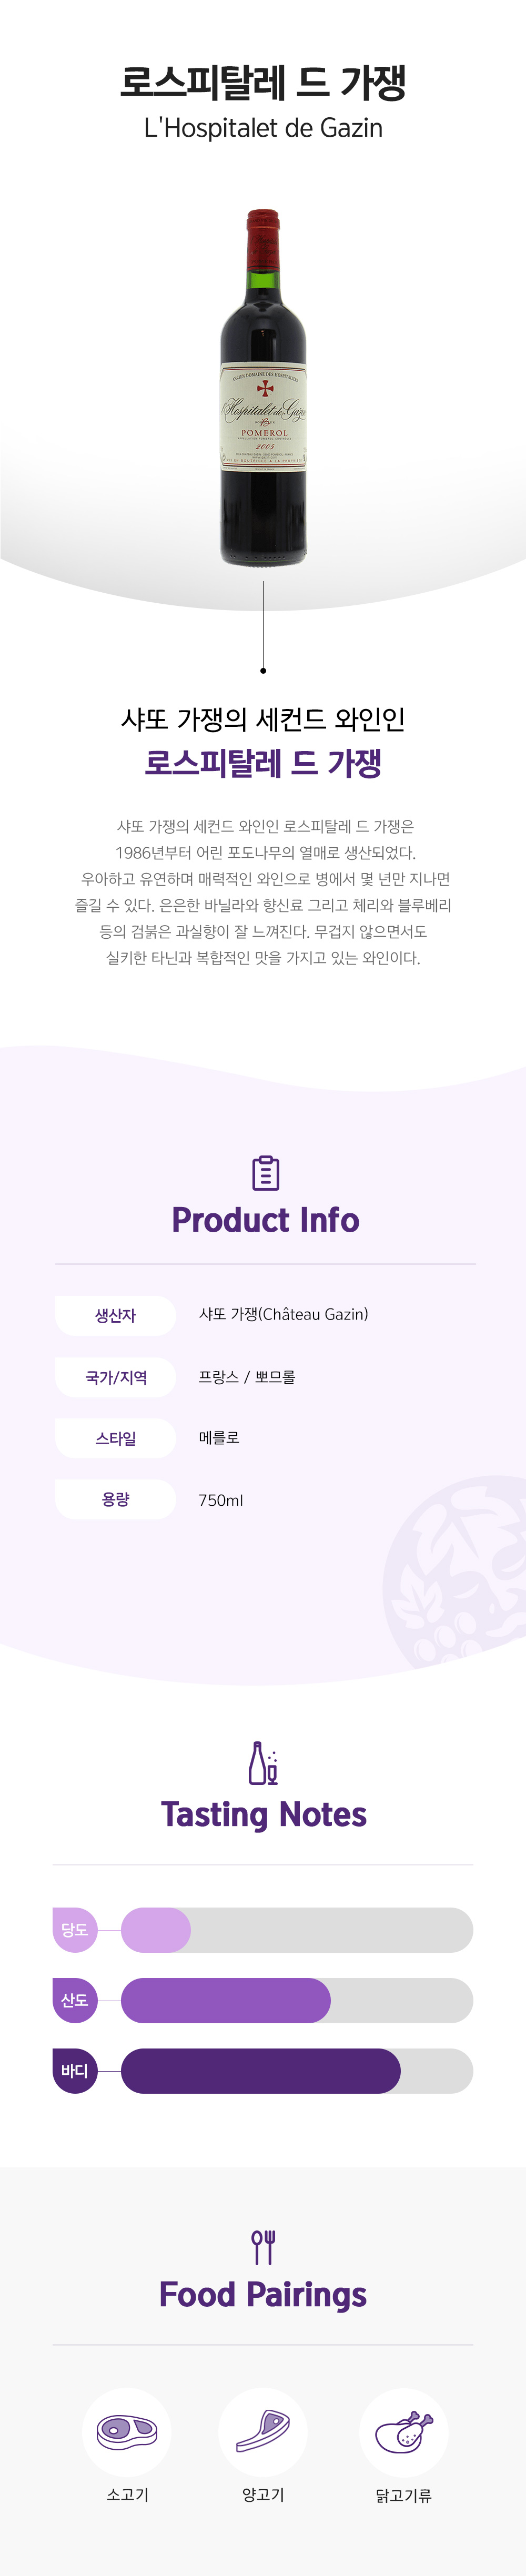 로스피탈레 드 가쟁
L'Hospitalet de Gazin
ANCIEN DOMAINE DES HOSPITALIERS
l'Hospitalet de Gazin
POMEROL
2005
샤또 가쟁의 세컨드 와인인
로스피탈레 드 가쟁
샤또 가쟁의 세컨드 와인인 로스피탈레 드 가쟁은
1986년부터 어린 포도나무의 열매로 생산되었다.
우아하고 유연하며 매력적인 와인으로 병에서 몇 년만 지나면
즐길 수 있다. 은은한 바닐라와 향신료 그리고 체리와 블루베리
등의 검붉은 과실향이 잘 느껴진다. 무겁지 않으면서도
실키한 타닌과 복합적인 맛을 가지고 있는 와인이다.
Product Info
생산자 샤또 가쟁(Château Gazin)
국가/지역 프랑스 / 뽀므롤
스타일 메를로
용량 750ml
Tasting Notes
당도
산도
바디
Food Pairings
소고기 양고기 닭고기류